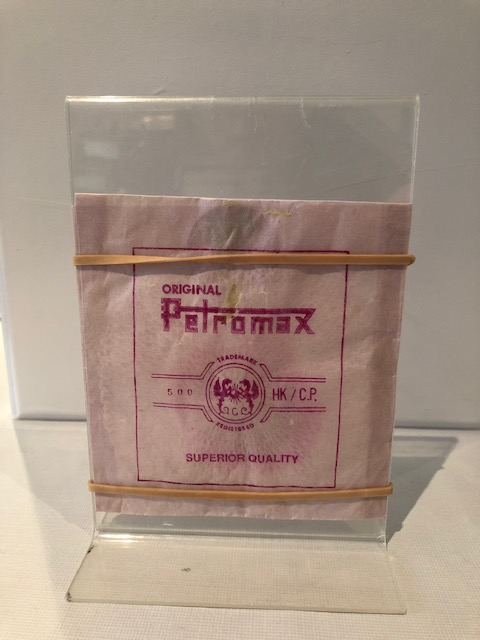 ORIGINAL
Petromax
TRADEMARK
500 HK / C.P.
REGISTERED
SUPERIOR QUALITY